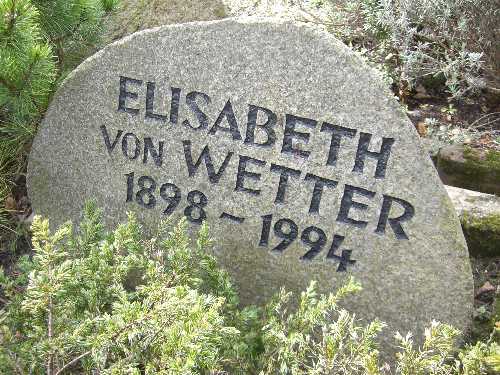 ELISABETH
VON WETTER
1898 ~ 1994